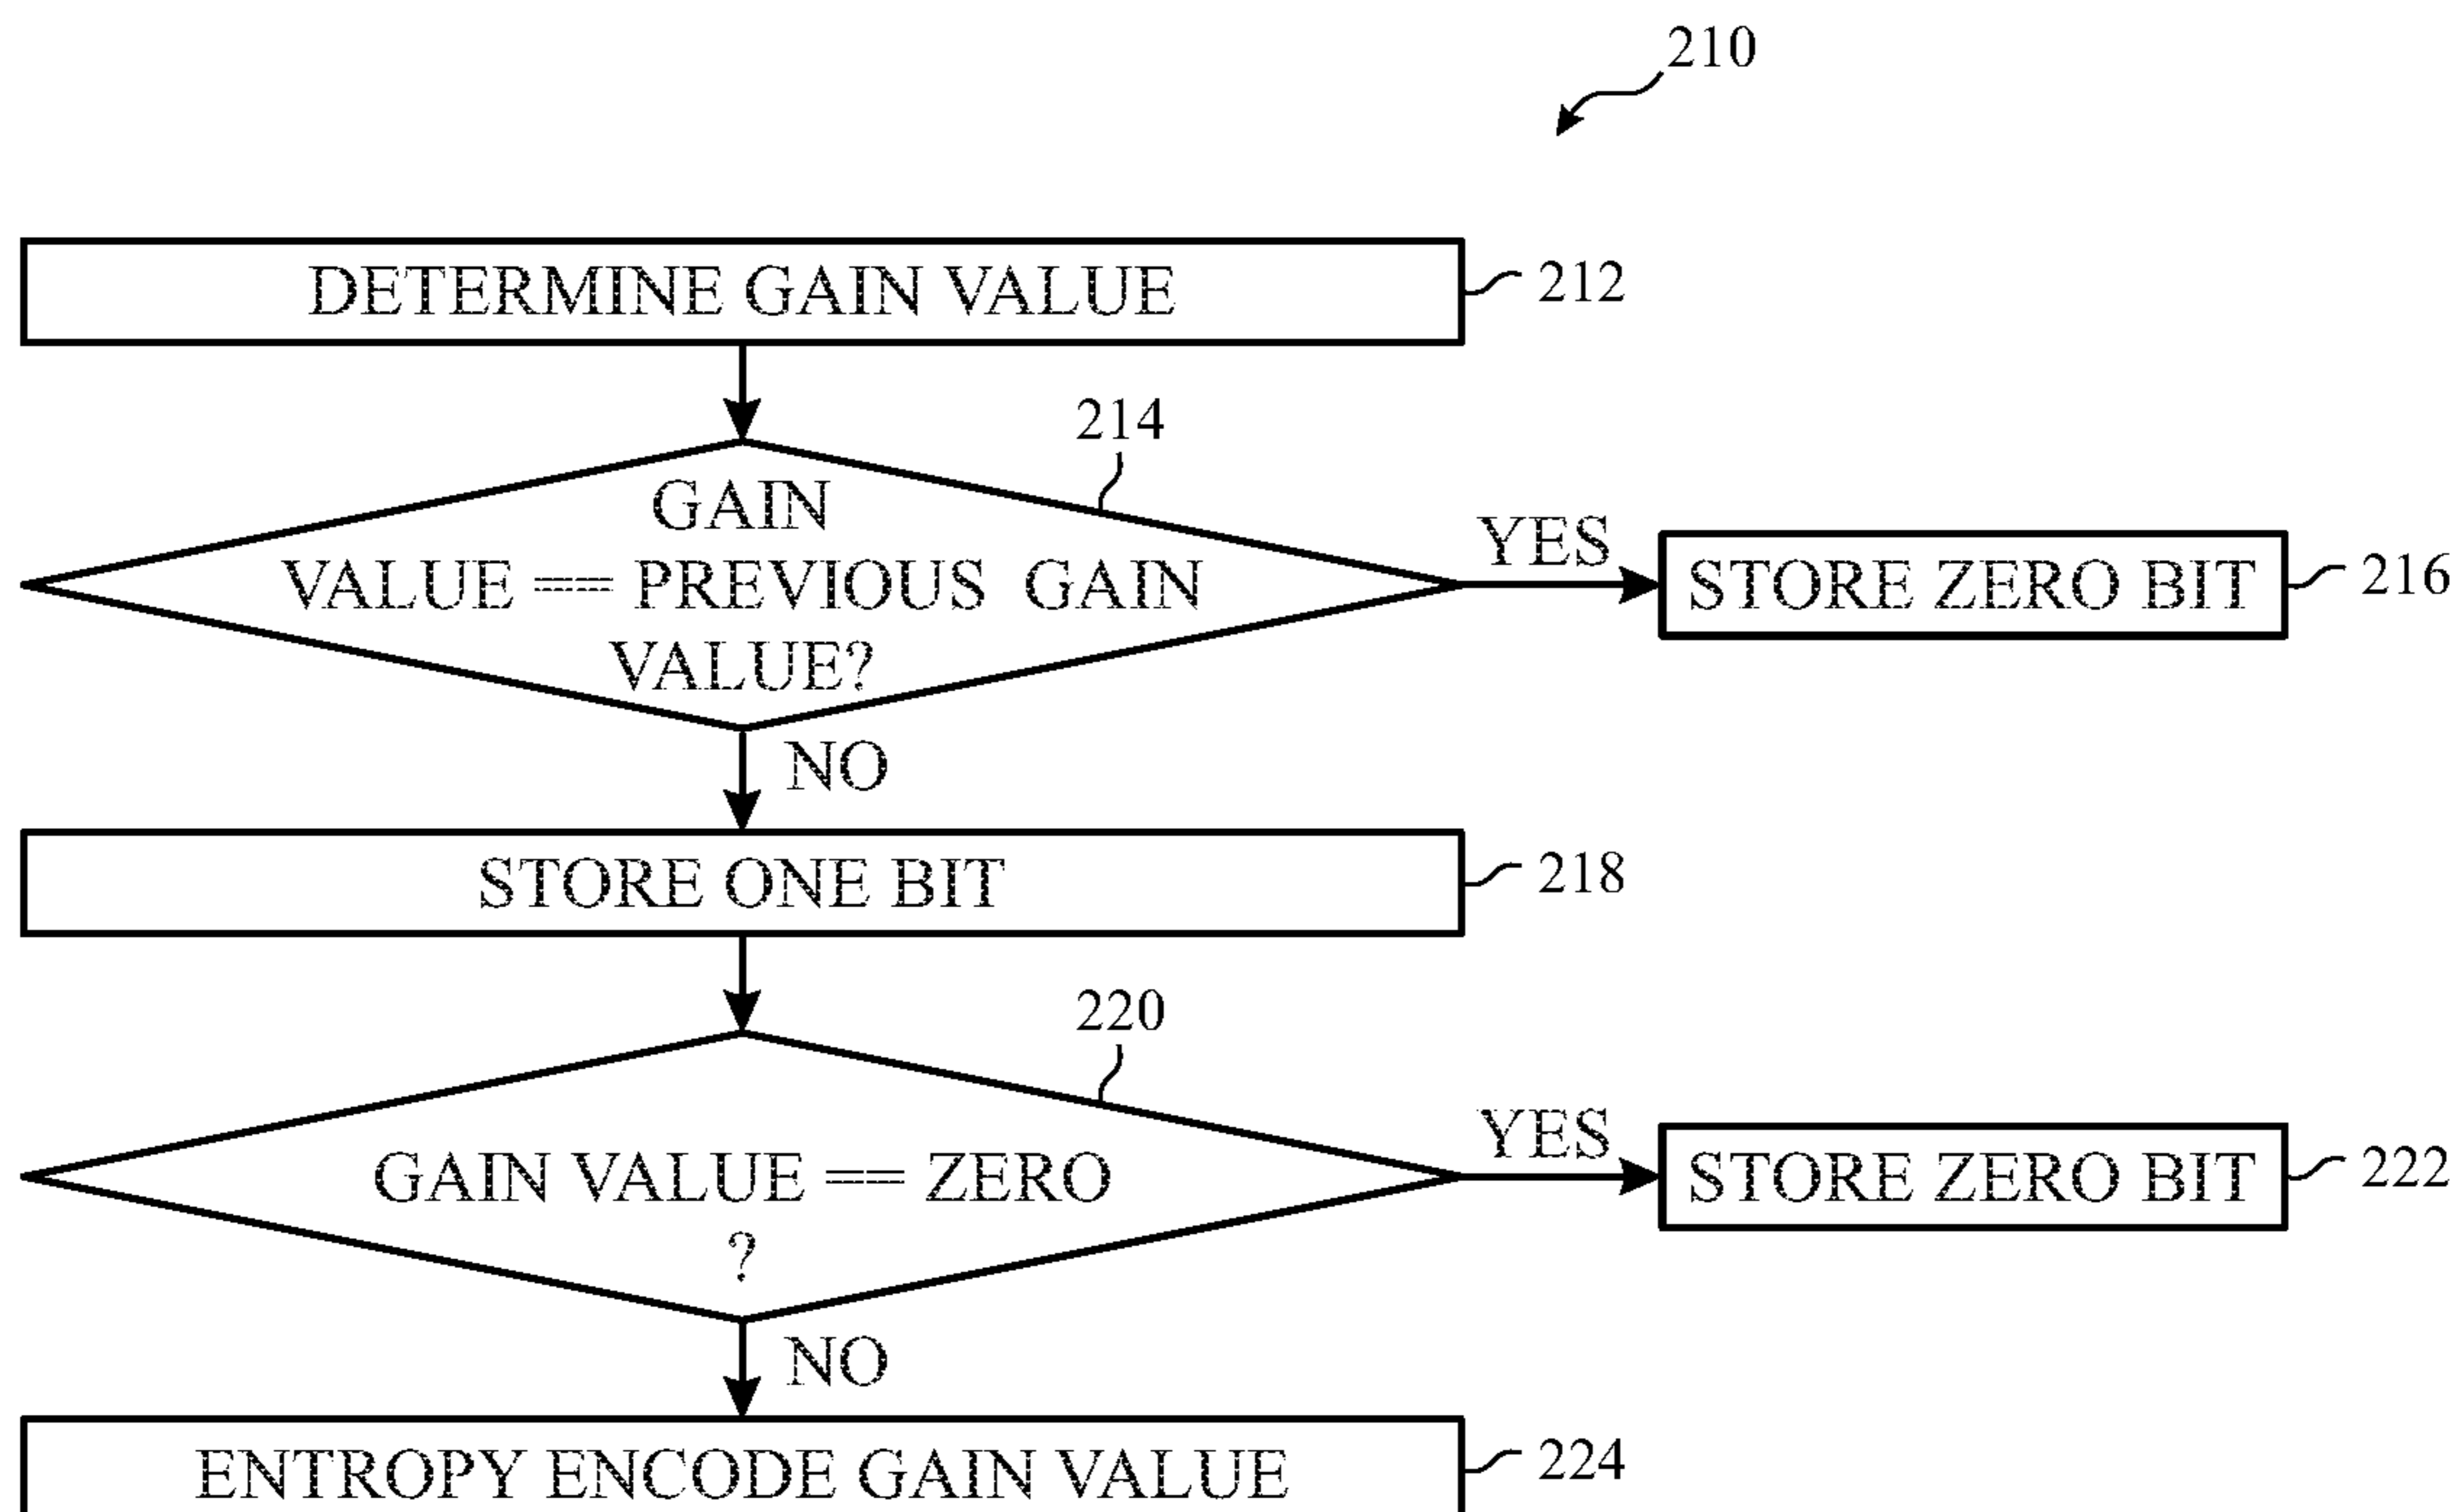 210
DETERMINE GAIN VALUE
212
214
GAIN
VALUE == PREVIOUS GAIN
VALUE?
YES
STORE ZERO BIT
216
NO
STORE ONE BIT
218
220
GAIN VALUE == ZERO
?
YES
STORE ZERO BIT
222
NO
ENTROPY ENCODE GAIN VALUE
224